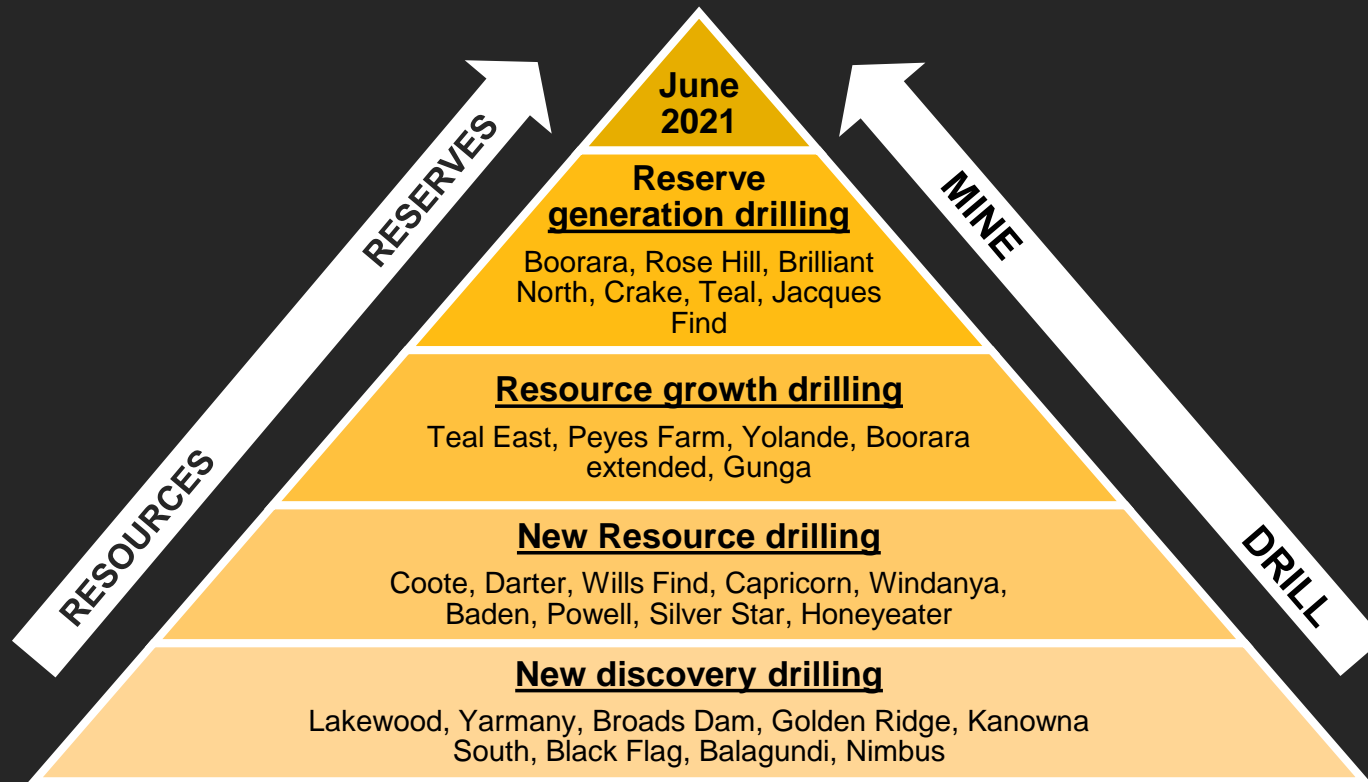 June
2021
Reserve
generation drilling
Boorara, Rose Hill, Brilliant
North, Crake, Teal, Jacques
Find
Resource growth drilling
Teal East, Peyes Farm, Yolande, Boorara
extended, Gunga
New Resource drilling
Coote, Darter, Wills Find, Capricorn, Windanya,
Baden, Powell, Silver Star, Honeyeater
New discovery drilling
Lakewood, Yarmany, Broads Dam, Golden Ridge, Kanowna
South, Black Flag, Balagundi, Nimbus
RESOURCES
RESERVES
MINE
DRILL